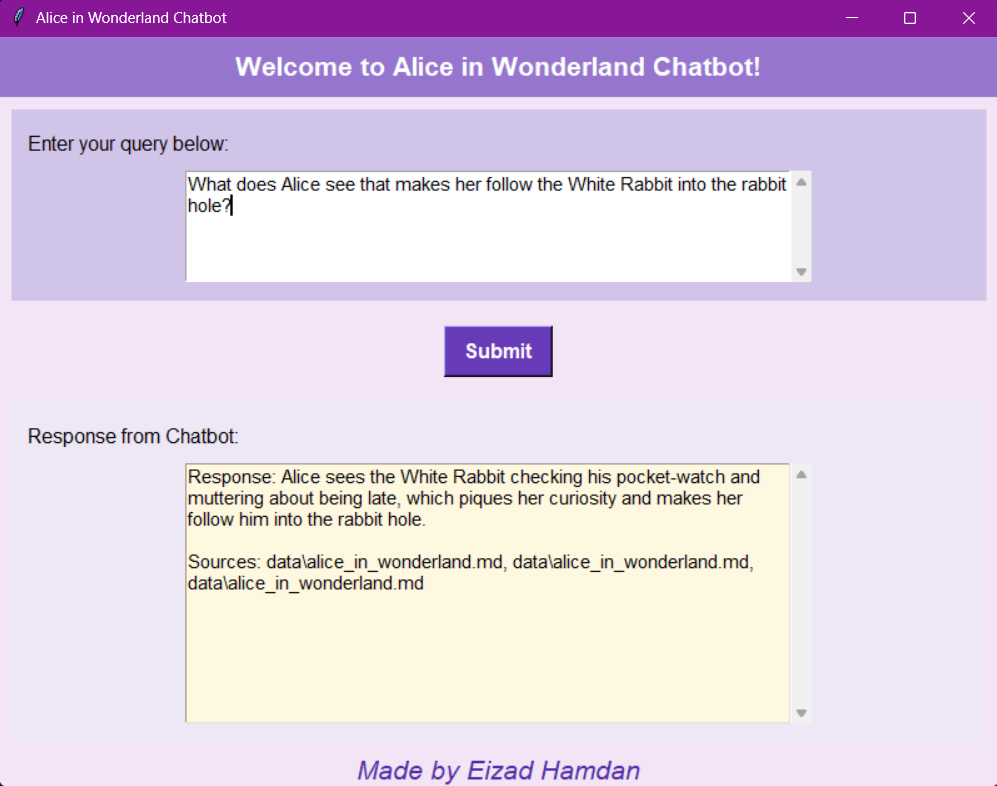 Alice in Wonderland Chatbot
Welcome to Alice in Wonderland Chatbot!
Enter your query below:
What does Alice see that makes her follow the White Rabbit into the rabbit
hole?
Submit
Response from Chatbot:
Response: Alice sees the White Rabbit checking his pocket-watch and
muttering about being late, which piques her curiosity and makes her
follow him into the rabbit hole.
Sources: data\alice_in_wonderland.md, data\alice_in_wonderland.md,
data\alice_in_wonderland.md
Made by Eizad Hamdan